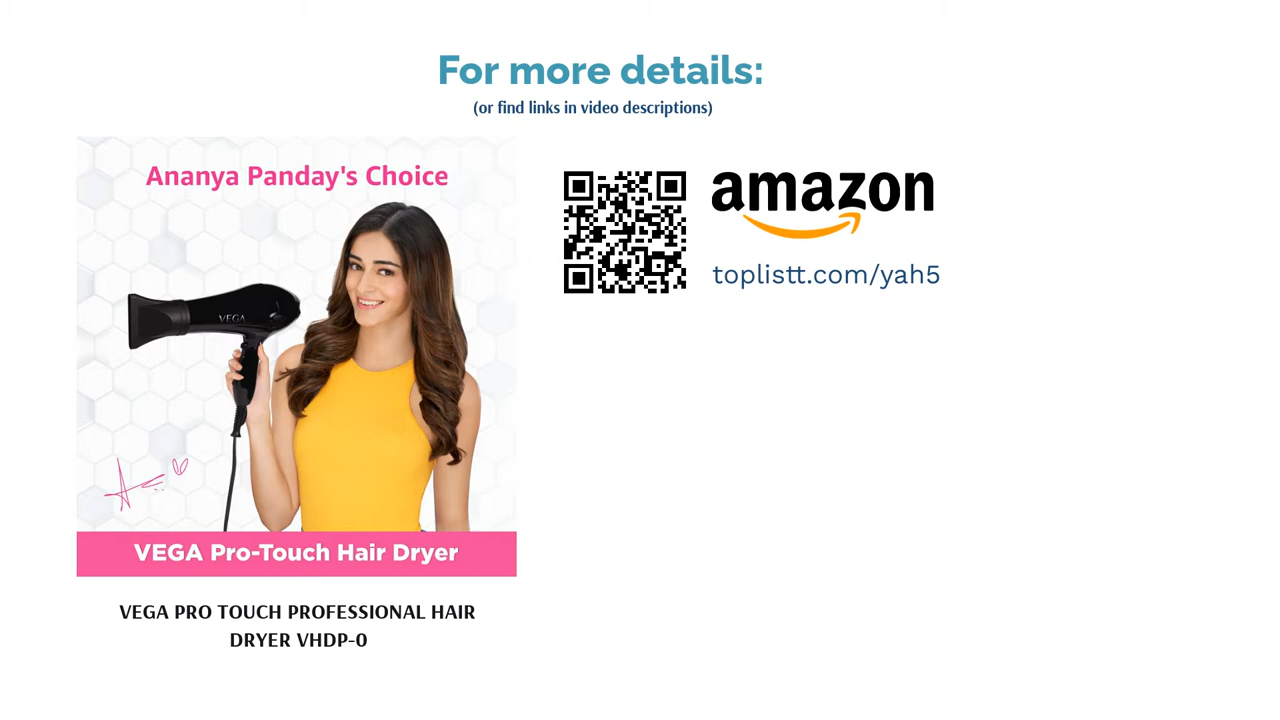 For more details:
(or find links in video descriptions)
Ananya Panday's Choice
VEGA
VEGA Pro-Touch Hair Dryer
VEGA PRO TOUCH PROFESSIONAL HAIR
DRYER VHDP-0
amazon
toplistt.com/yah5